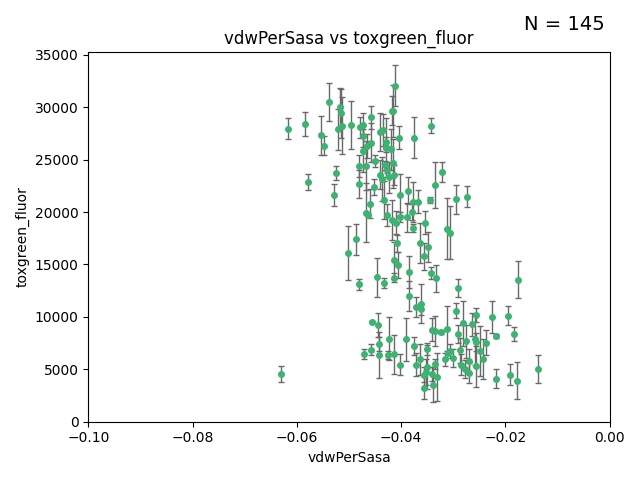 N = 145
vdwPerSasa vs toxgreen_fluor
35000
30000
25000
20000
15000
10000
5000
0
toxgreen_fluor
−0.10 −0.08 −0.06 −0.04 −0.02 0.00
vdwPerSasa